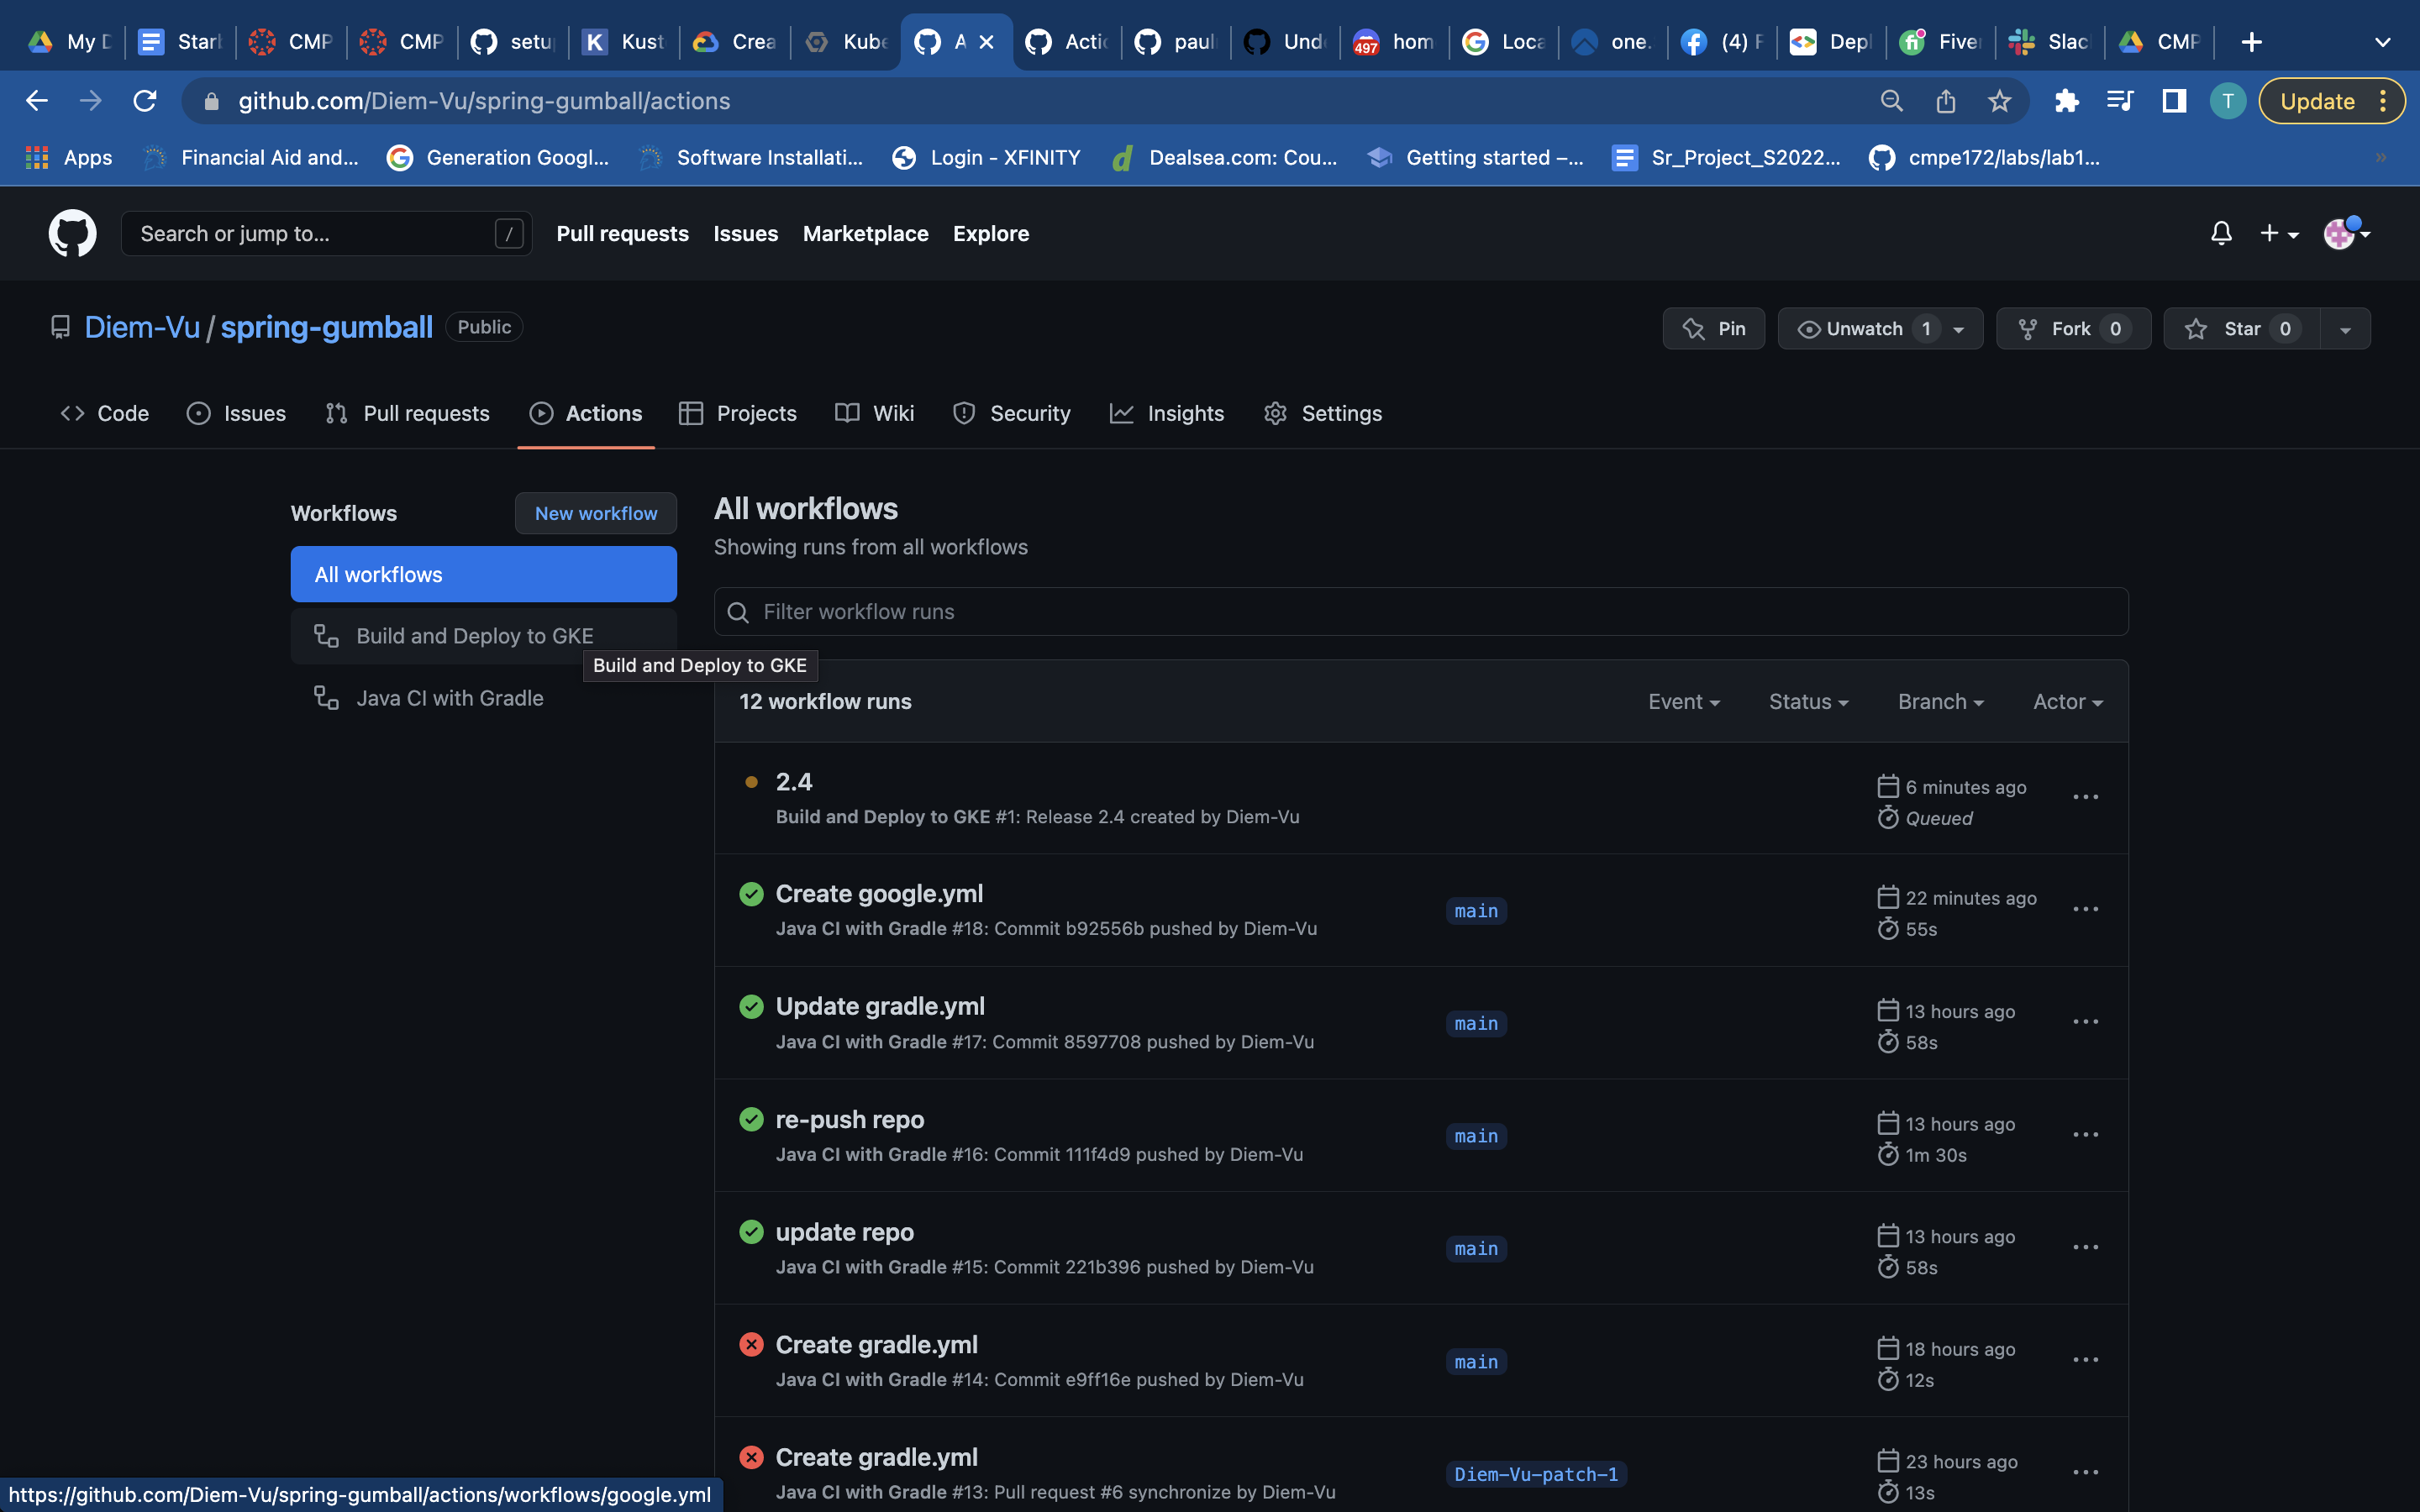 My D
Star
CMP
CMP
setu
Kust
Crea
Kube
A
Actio
paul
Und
497
hom
Loca
one.
(4) F
Depl
Five
Slac
CMP
github.com/Diem-Vu/spring-gumball/actions
T
Update
Apps
Financial Aid and...
Generation Googl...
Software Installati...
Login - XFINITY
Dealsea.com: Cou...
Getting started –...
Sr_Project_S2022...
cmpe172/labs/lab1...
»
Search or jump to...
/
Pull requests
Issues
Marketplace
Explore
Diem-Vu / spring-gumball
Public
Pin
Unwatch 1
Fork 0
Star 0
Code
Issues
Pull requests
Actions
Projects
Wiki
Security
Insights
Settings
Workflows
New workflow
All workflows
Build and Deploy to GKE
Build and Deploy to GKE
Java CI with Gradle
All workflows
Showing runs from all workflows
Filter workflow runs
12 workflow runs
Event
Status
Branch
Actor
2.4
Build and Deploy to GKE #1: Release 2.4 created by Diem-Vu
6 minutes ago
Queued
Create google.yml
Java CI with Gradle #18: Commit b92556b pushed by Diem-Vu
main
22 minutes ago
55s
Update gradle.yml
Java CI with Gradle #17: Commit 8597708 pushed by Diem-Vu
main
13 hours ago
58s
re-push repo
Java CI with Gradle #16: Commit 111f4d9 pushed by Diem-Vu
main
13 hours ago
1m 30s
update repo
Java CI with Gradle #15: Commit 221b396 pushed by Diem-Vu
main
13 hours ago
58s
Create gradle.yml
Java CI with Gradle #14: Commit e9ff16e pushed by Diem-Vu
main
18 hours ago
12s
Create gradle.yml
Java CI with Gradle #13: Pull request #6 synchronize by Diem-Vu
Diem-Vu-patch-1
23 hours ago
13s
https://github.com/Diem-Vu/spring-gumball/actions/workflows/google.yml